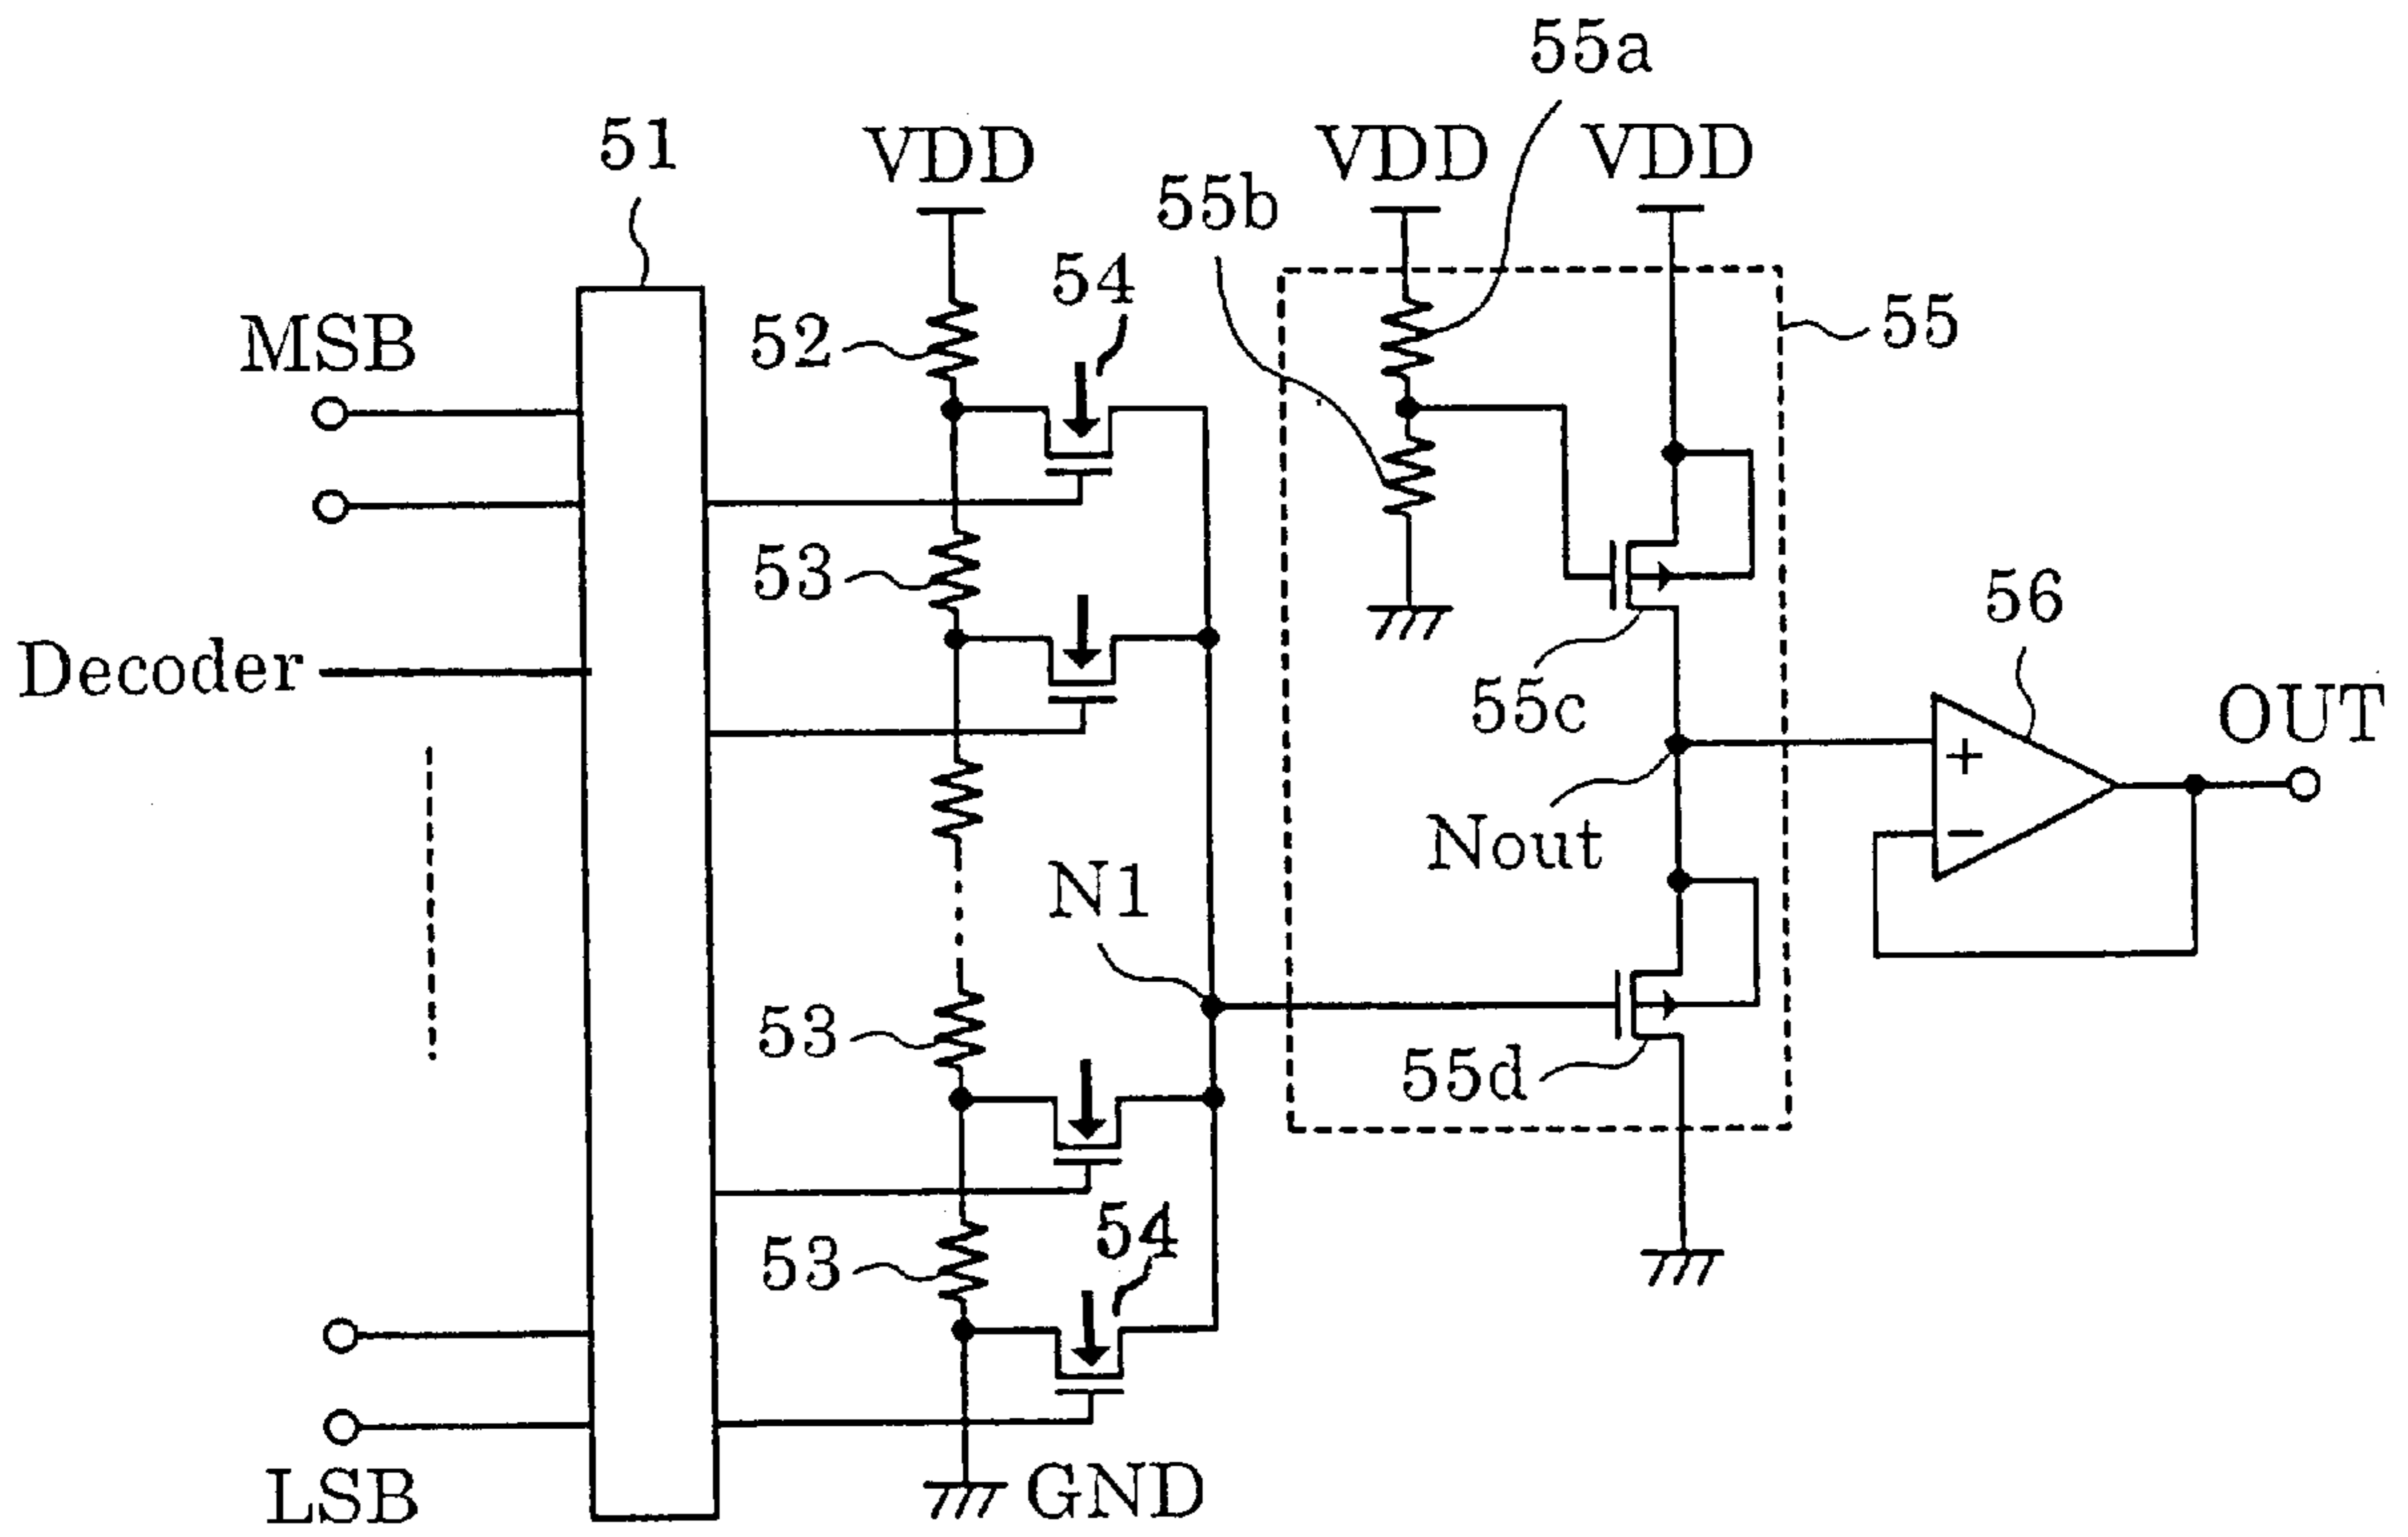 55a
51
VDD
VDD
VDD
55b
54
55
MSB
52
53
56
Decoder
55c
OUT
+
Nout
−
N1
53
55d
54
53
LSB
GND